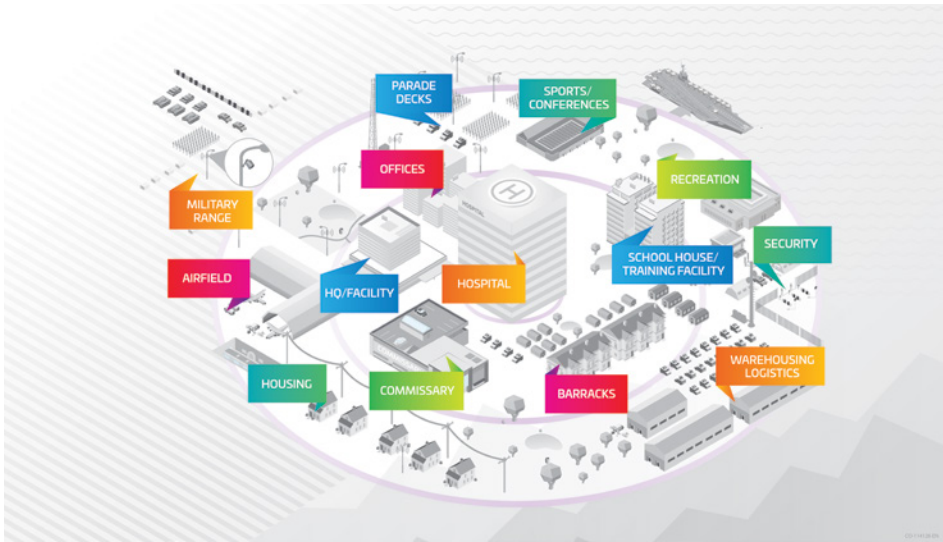 PARADE
DECKS
SPORTS/
CONFERENCES
OFFICES
RECREATION
MILITARY
RANGE
HOSPITAL
H
SECURITY
SCHOOL HOUSE/
TRAINING FACILITY
AIRFIELD
HQ/FACILITY
HOSPITAL
WAREHOUSING
LOGISTICS
HOUSING
COMMISSARY
BARRACKS